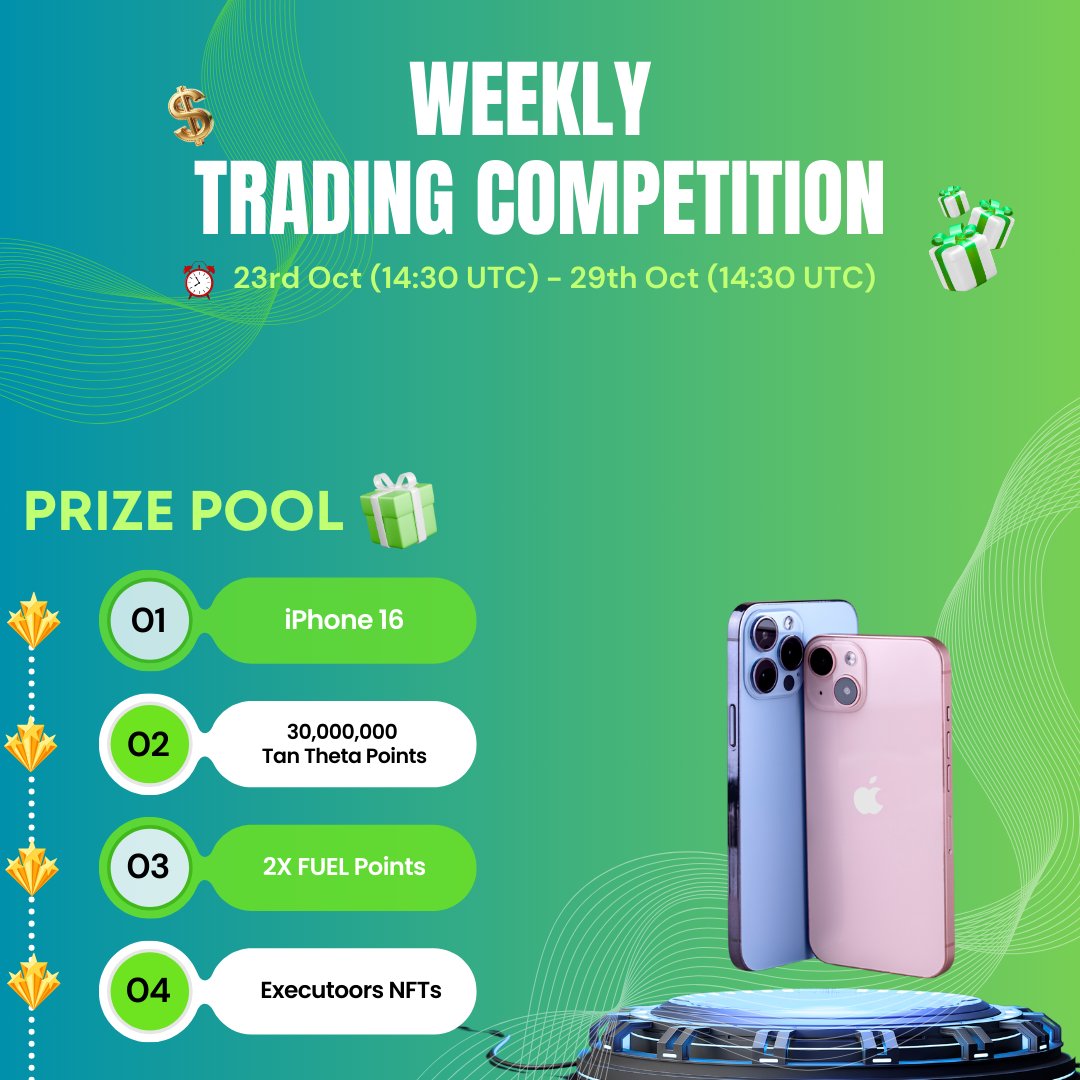 WEEKLY
TRADING COMPETITION
23rd Oct (14:30 UTC) - 29th Oct (14:30 UTC)
PRIZE POOL
01
iPhone 16
02
30,000,000
Tan Theta Points
03
2X FUEL Points
04
Executoors NFTs